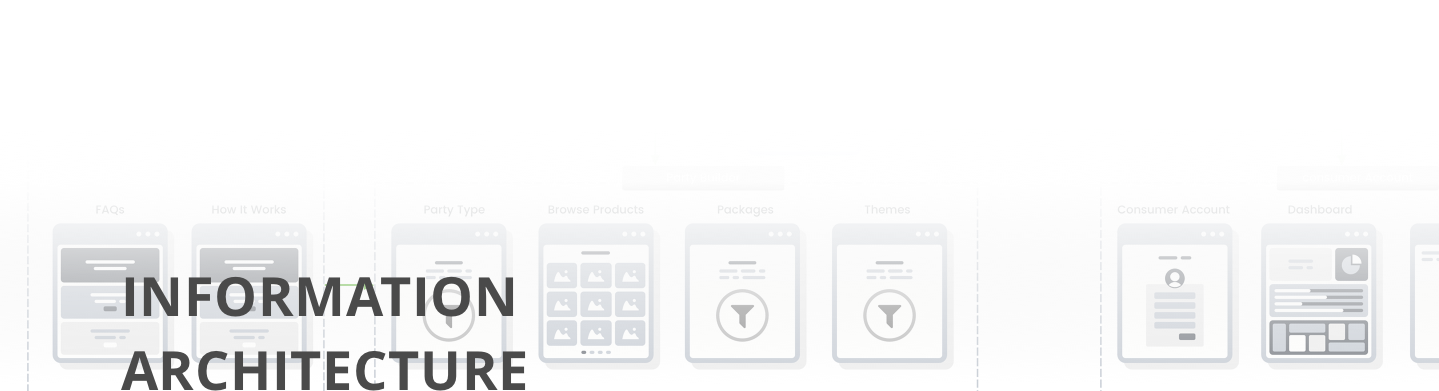 FAQs How It Works Party Type Browse Products Packages Themes Consumer Account Dashboard
INFORMATION
ARCHITECTURE